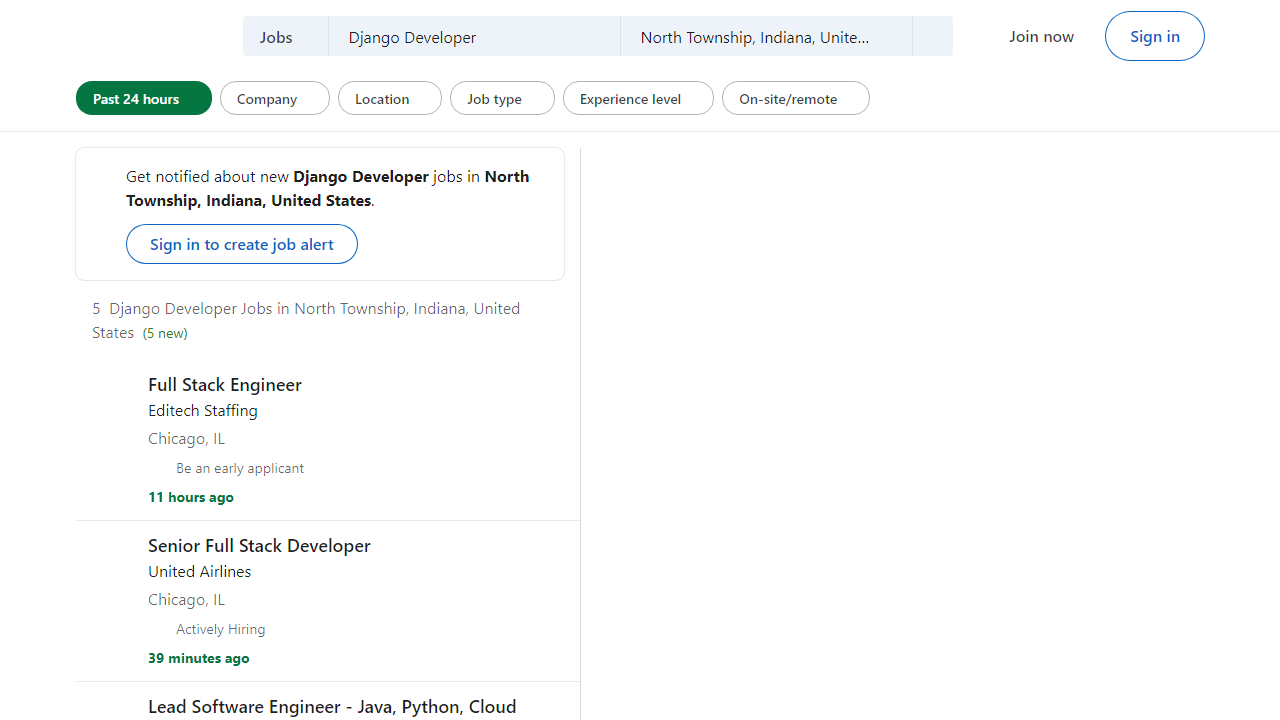 Jobs
Django Developer
North Township, Indiana, Unite...
Join now
Sign in
Past 24 hours
Company
Location
Job type
Experience level
On-site/remote
Get notified about new Django Developer jobs in North
Township, Indiana, United States.
Sign in to create job alert
5 Django Developer Jobs in North Township, Indiana, United
States (5 new)
Full Stack Engineer
Editech Staffing
Chicago, IL
Be an early applicant
11 hours ago
Senior Full Stack Developer
United Airlines
Chicago, IL
Actively Hiring
39 minutes ago
Lead Software Engineer - Java, Python, Cloud